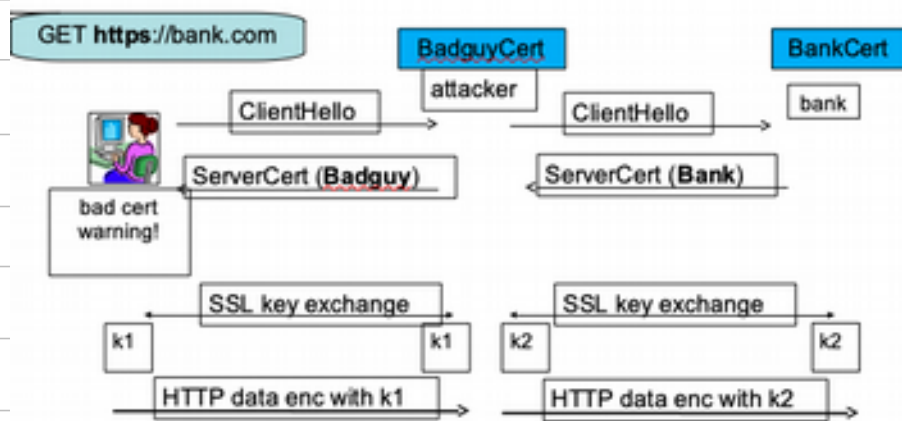 GET https://bank.com
BadguyCert
BankCert
attacker
bank
ClientHello
ClientHello
ServerCert (Badguy)
ServerCert (Bank)
bad cert
warning!
SSL key exchange
SSL key exchange
k1
k1
k2
k2
HTTP data enc with k1
HTTP data enc with k2